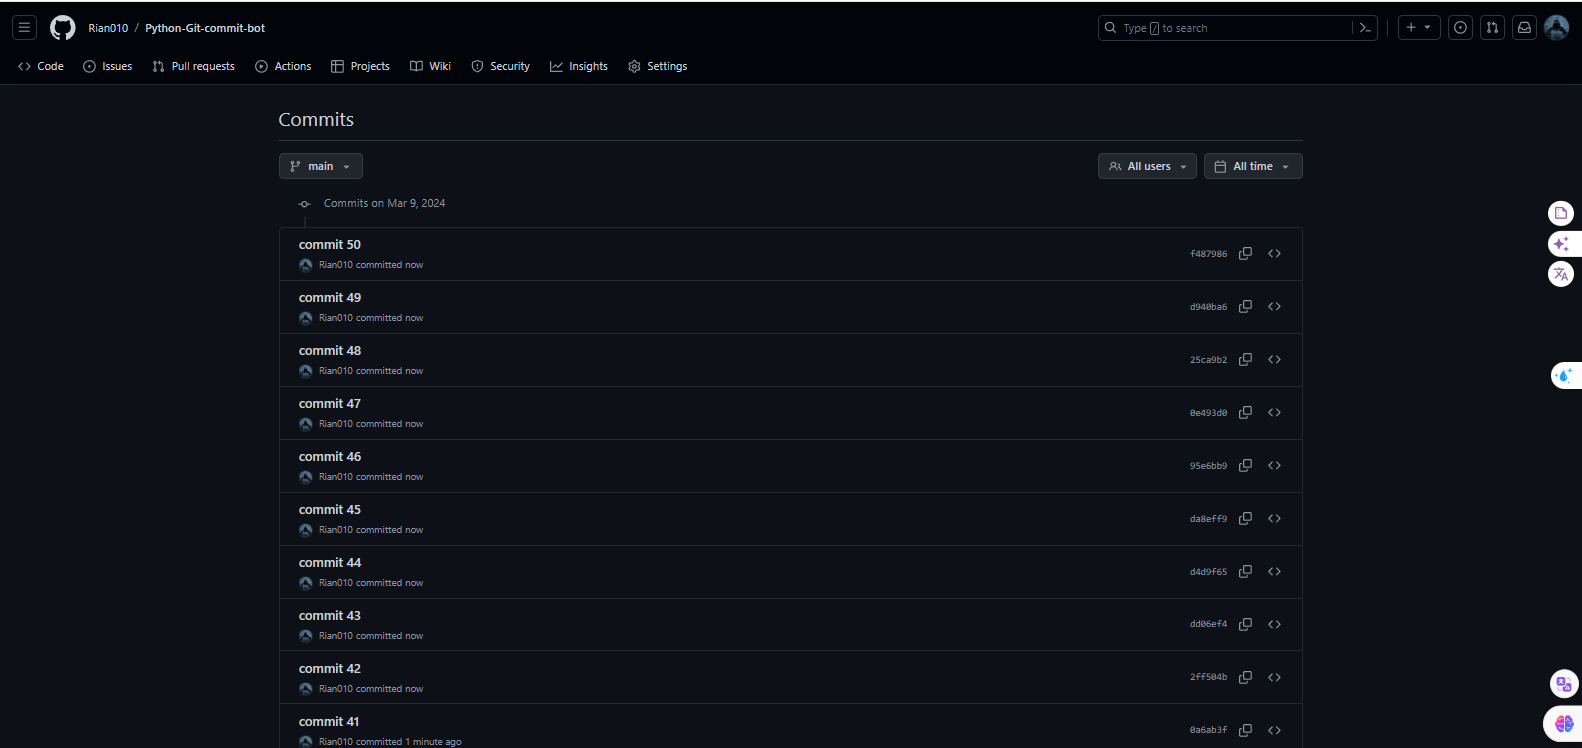 Rian010 / Python-Git-commit-bot
Type / to search
Code Issues Pull requests Actions Projects Wiki Security Insights Settings
Commits
main All users All time
Commits on Mar 9, 2024
commit 50
Rian010 committed now
f487986
commit 49
Rian010 committed now
d940ba6
commit 48
Rian010 committed now
25ca9b2
commit 47
Rian010 committed now
0e493d0
commit 46
Rian010 committed now
95e6bb9
commit 45
Rian010 committed now
da8eff9
commit 44
Rian010 committed now
d4d9f65
commit 43
Rian010 committed now
dd06ef4
commit 42
Rian010 committed now
2ff504b
commit 41
Rian010 committed 1 minute ago
0a6ab3f